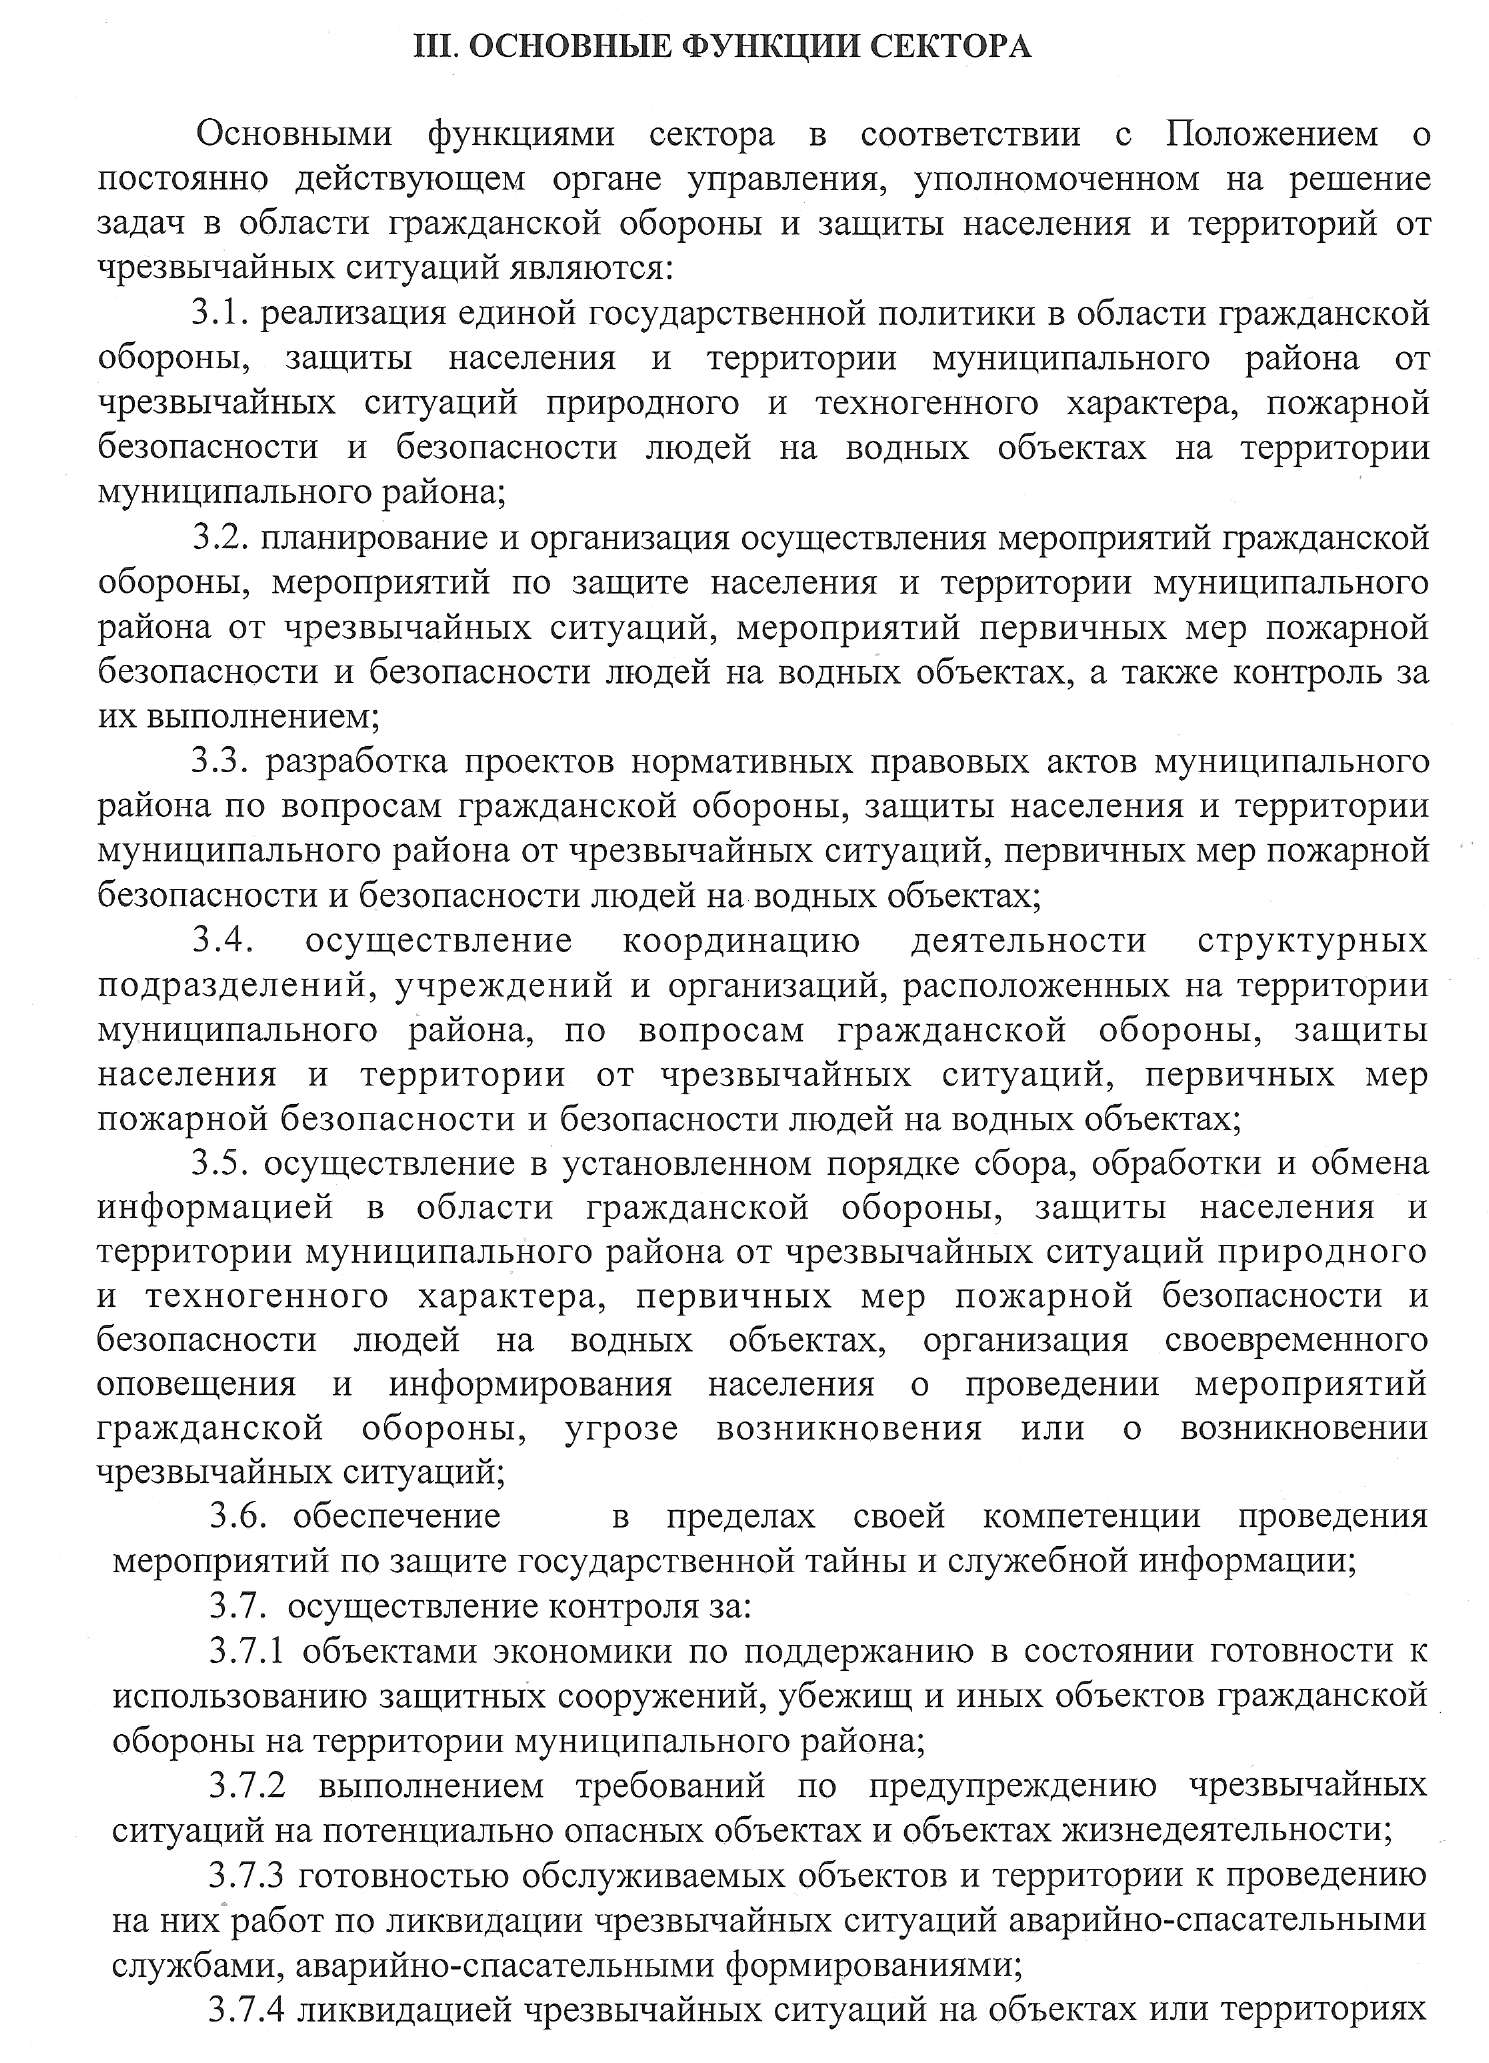 III. ОСНОВНЫЕ ФУНКЦИИ СЕКТОРА
Основными функциями сектора в соответствии с Положением о
постоянно действующем органе управления, уполномоченном на решение
задач в области гражданской обороны и защиты населения и территорий от
чрезвычайных ситуаций являются:
3.1. реализация единой государственной политики в области гражданской
обороны, защиты населения и территории муниципального района от
чрезвычайных ситуаций природного и техногенного характера, пожарной
безопасности и безопасности людей на водных объектах на территории
муниципального района;
3.2. планирование и организация осуществления мероприятий гражданской
обороны, мероприятий по защите населения и территории муниципального
района от чрезвычайных ситуаций, мероприятий первичных мер пожарной
безопасности и безопасности людей на водных объектах, а также контроль за
их выполнением;
3.3. разработка проектов нормативных правовых актов муниципального
района по вопросам гражданской обороны, защиты населения и территории
муниципального района от чрезвычайных ситуаций, первичных мер пожарной
безопасности и безопасности людей на водных объектах;
3.4. осуществление координацию деятельности структурных
подразделений, учреждений и организаций, расположенных на территории
муниципального района, по вопросам гражданской обороны, защиты
населения и территории от чрезвычайных ситуаций, первичных мер
пожарной безопасности и безопасности людей на водных объектах;
3.5. осуществление в установленном порядке сбора, обработки и обмена
информацией в области гражданской обороны, защиты населения и
территории муниципального района от чрезвычайных ситуаций природного
и техногенного характера, первичных мер пожарной безопасности и
безопасности людей на водных объектах, организация своевременного
оповещения и информирования населения о проведении мероприятий
гражданской обороны, угрозе возникновения или о возникновении
чрезвычайных ситуаций;
3.6. обеспечение в пределах своей компетенции проведения
мероприятий по защите государственной тайны и служебной информации;
3.7. осуществление контроля за:
3.7.1 объектами экономики по поддержанию в состоянии готовности к
использованию защитных сооружений, убежищ и иных объектов гражданской
обороны на территории муниципального района;
3.7.2 выполнением требований по предупреждению чрезвычайных
ситуаций на потенциально опасных объектах и объектах жизнедеятельности;
3.7.3 готовностью обслуживаемых объектов и территории к проведению
на них работ по ликвидации чрезвычайных ситуаций аварийно-спасательными
службами, аварийно-спасательными формированиями;
3.7.4 ликвидацией чрезвычайных ситуаций на объектах или территориях